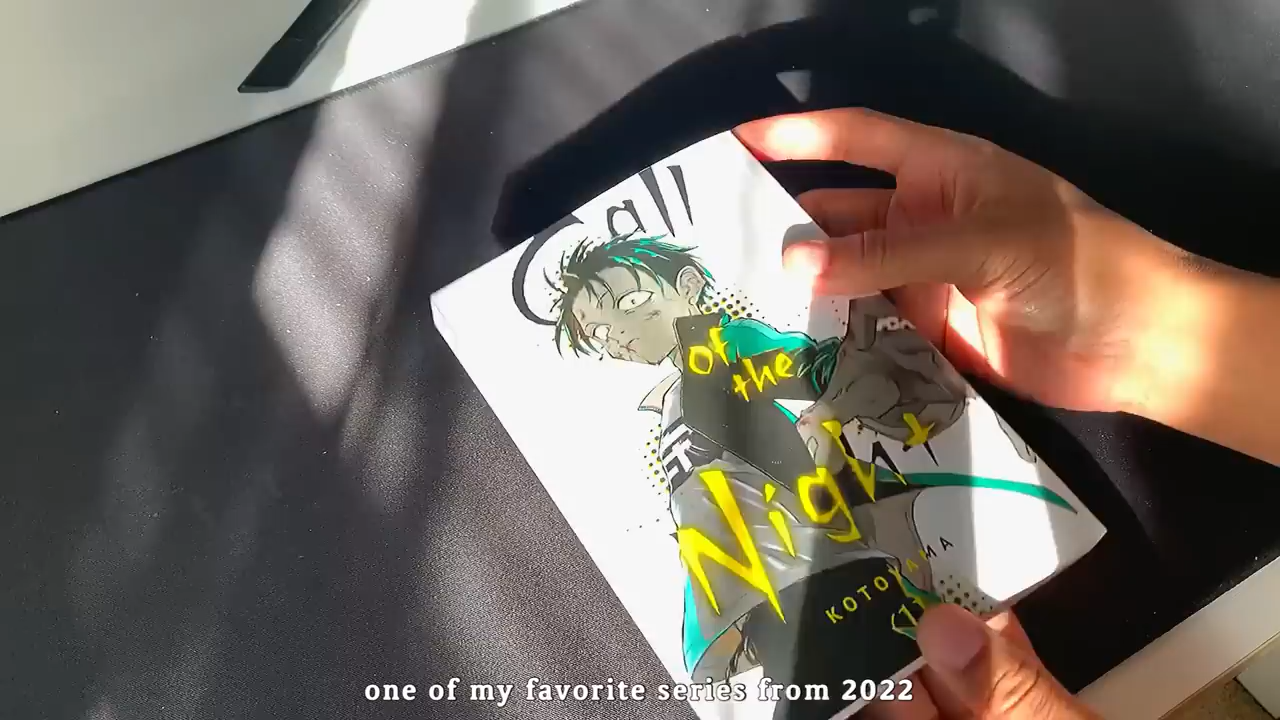 Call
of
the
Night
KOTOYAMA
one of my favorite series from 2022